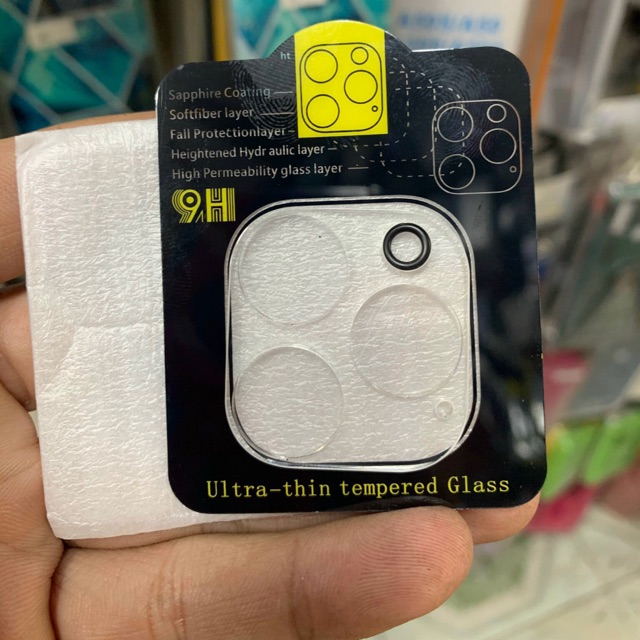 ht
Sapphire Coating
Softfiber layer
Fall Protectionlayer
Heightened Hydr aulic layer
High Permeability glass layer
9H
Ultra-thin tempered Glass